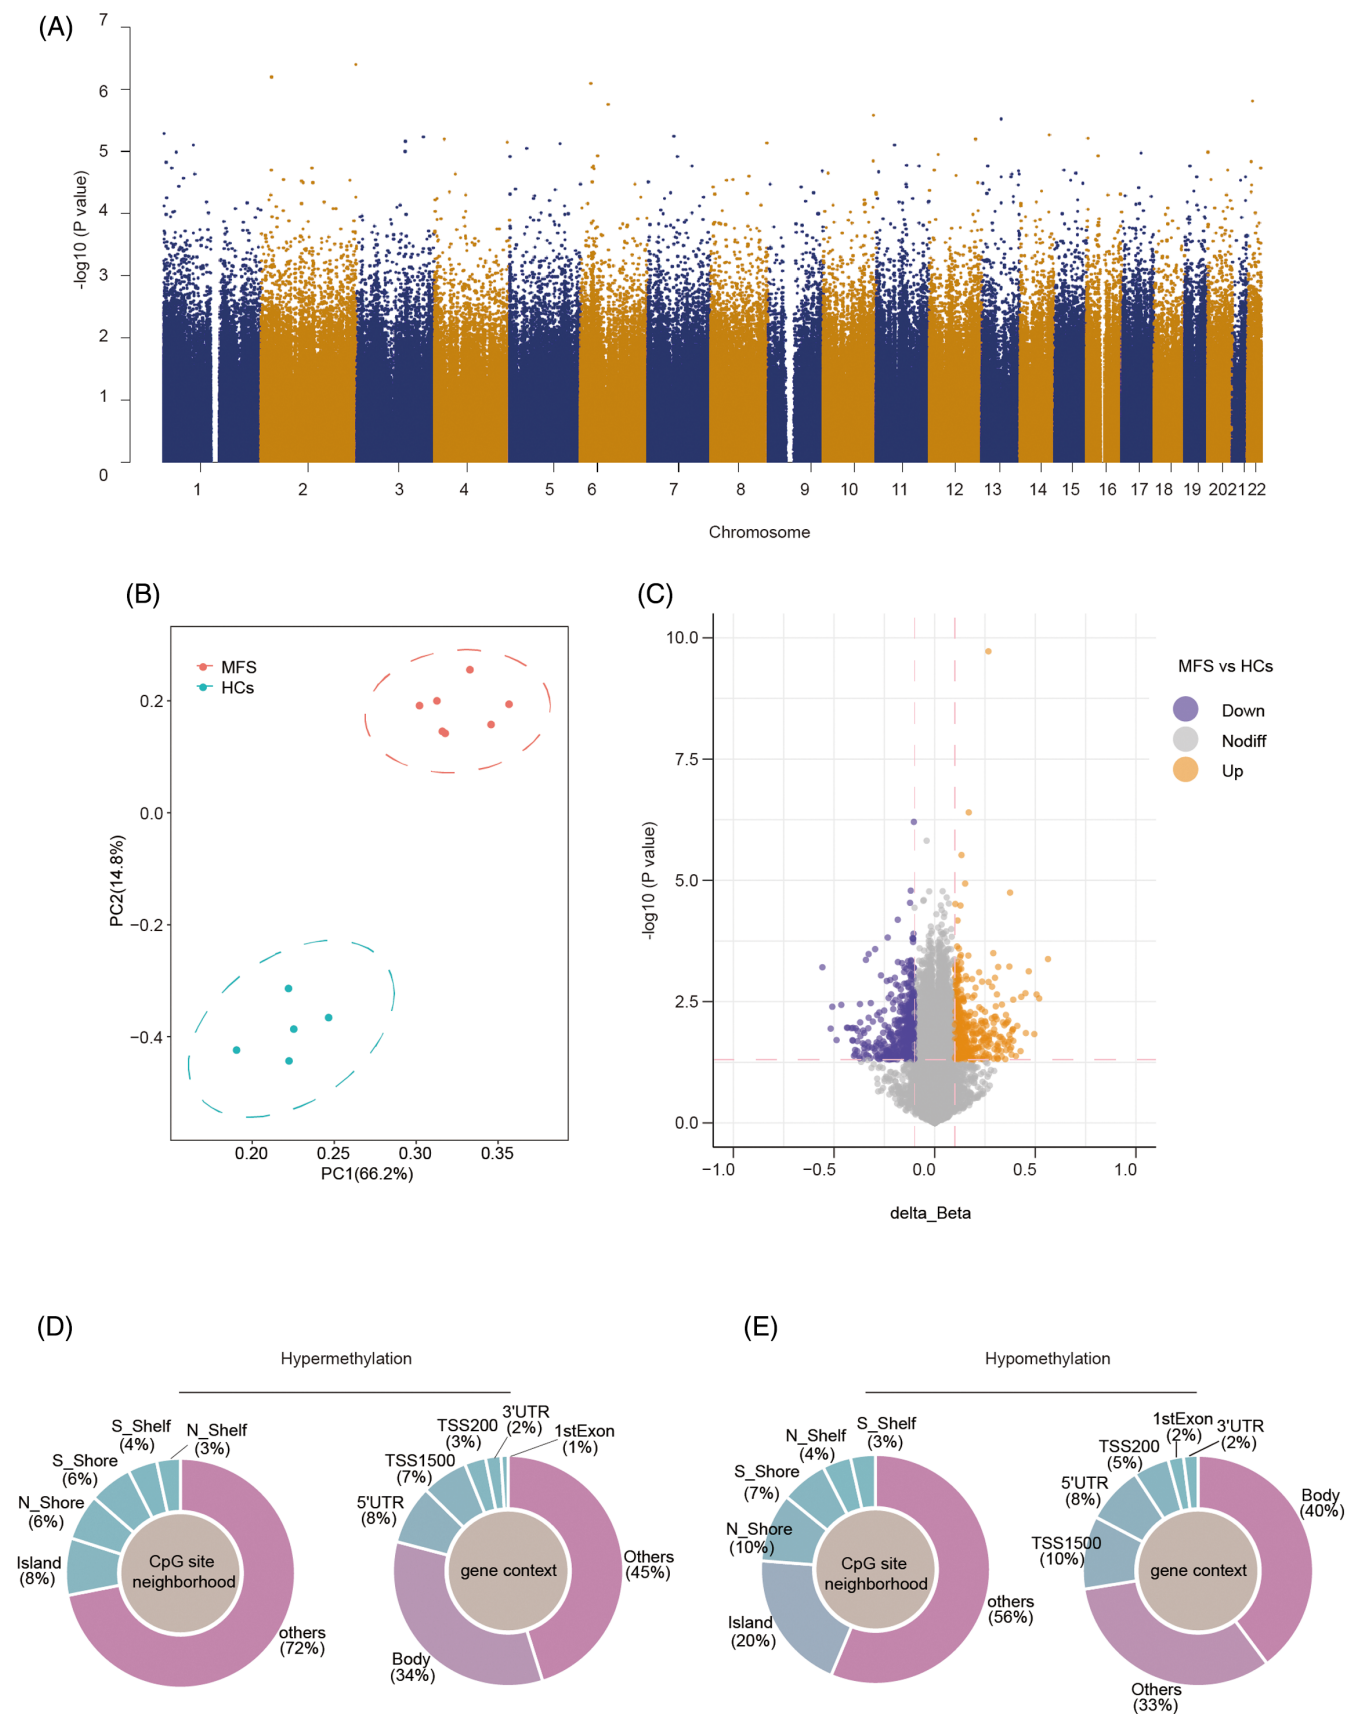 (A)
7
6
5
4
3
2
1
0
-log10 (P value)
1 2 3 4 5 6 7 8 9 10 11 12 13 14 15 16 17 18 19 202122
Chromosome
(B)
MFS
HCs
0.2
0.0
−0.2
−0.4
PC2(14.8%)
0.20 0.25 0.30 0.35
PC1(66.2%)
(C)
10.0
7.5
5.0
2.5
0.0
-log10 (P value)
−1.0 −0.5 0.0 0.5 1.0
delta_Beta
MFS vs HCs
Down
Nodiff
Up
(D)
Hypermethylation
S_Shelf
(4%)
N_Shelf
(3%)
S_Shore
(6%)
N_Shore
(6%)
Island
(8%)
CpG site
neighborhood
others
(72%)
3'UTR
(2%)
TSS200
(3%)
1stExon
(1%)
TSS1500
(7%)
5'UTR
(8%)
gene context
Others
(45%)
Body
(34%)
(E)
Hypomethylation
S_Shelf
(3%)
N_Shelf
(4%)
S_Shore
(7%)
N_Shore
(10%)
CpG site
neighborhood
Island
(20%)
others
(56%)
1stExon
(2%)
3'UTR
(2%)
TSS200
(5%)
5'UTR
(8%)
TSS1500
(10%)
gene context
Body
(40%)
Others
(33%)